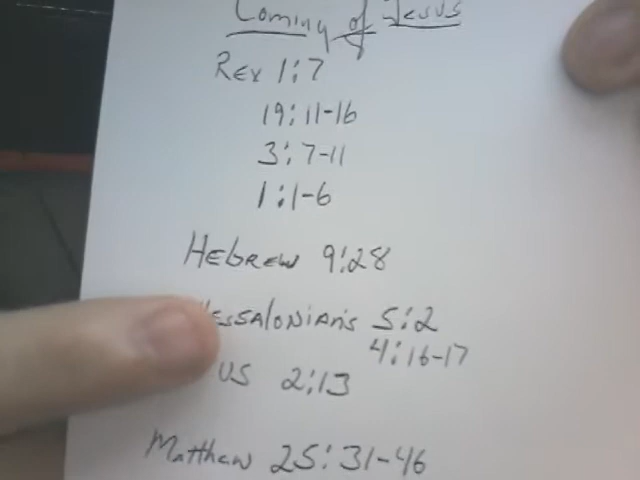 Coming of Jesus
Rev 1:7
19:11-16
3:7-11
1:1-6
Hebrew 9:28
essalonians 5:2
4:16-17
us 2:13
Matthew 25:31-46